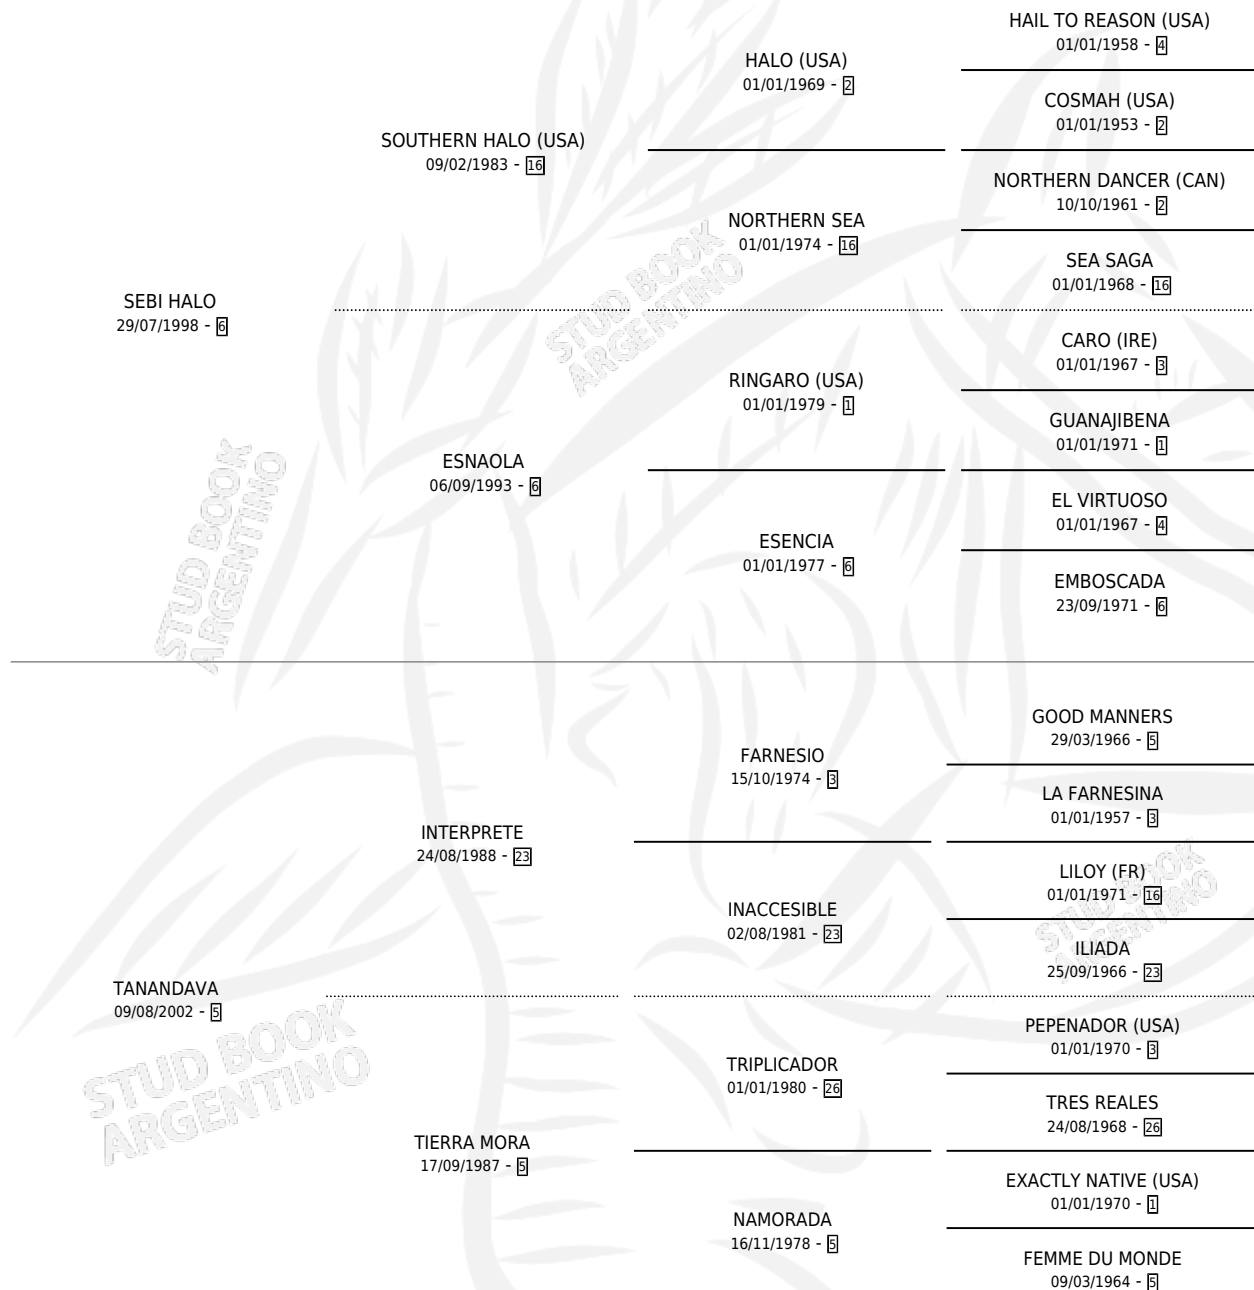 HAIL TO REASON (USA)
01/01/1958 - 4
HALO (USA)
01/01/1969 - 2
COSMAH (USA)
01/01/1953 - 2
SOUTHERN HALO (USA)
09/02/1983 - 16
NORTHERN DANCER (CAN)
10/10/1961 - 2
NORTHERN SEA
01/01/1974 - 16
SEA SAGA
01/01/1968 - 16
SEBI HALO
29/07/1998 - 6
CARO (IRE)
01/01/1967 - 3
RINGARO (USA)
01/01/1979 - 1
GUANAJIBENA
01/01/1971 - 1
ESNAOLA
06/09/1993 - 6
EL VIRTUOSO
01/01/1967 - 4
ESENCIA
01/01/1977 - 6
EMBOSCADA
23/09/1971 - 6
GOOD MANNERS
29/03/1966 - 5
FARNESIO
15/10/1974 - 3
LA FARNESINA
01/01/1957 - 3
INTERPRETE
24/08/1988 - 23
LILOY (FR)
01/01/1971 - 16
INACCESIBLE
02/08/1981 - 23
ILIADA
25/09/1966 - 23
TANANDAVA
09/08/2002 - 5
PEPENADOR (USA)
01/01/1970 - 3
TRIPLICADOR
01/01/1980 - 26
TRES REALES
24/08/1968 - 26
TIERRA MORA
17/09/1987 - 5
EXACTLY NATIVE (USA)
01/01/1970 - 1
NAMORADA
16/11/1978 - 5
FEMME DU MONDE
09/03/1964 - 5
STUD BOOK
ARGENTINO
STUD BOOK
ARGENTINO
STUD BOOK
ARGENTINO
STUD BOOK
ARGENTINO